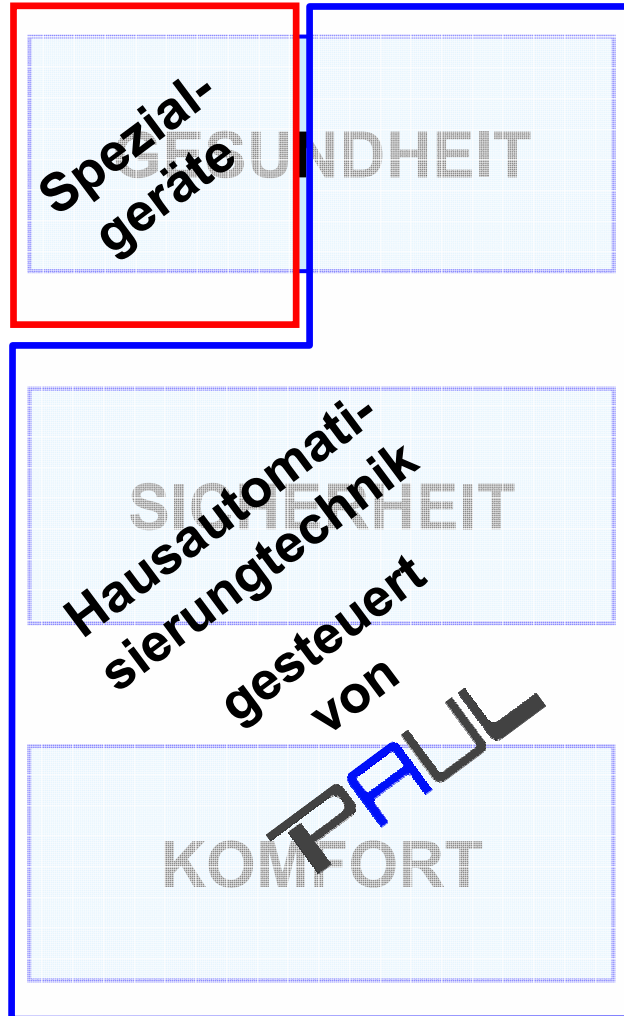 GESUNDHEIT
Spezial-
geräte
SICHERHEIT
Hausautomati-
sierungtechnik
gesteuert
von
PAUL
KOMFORT